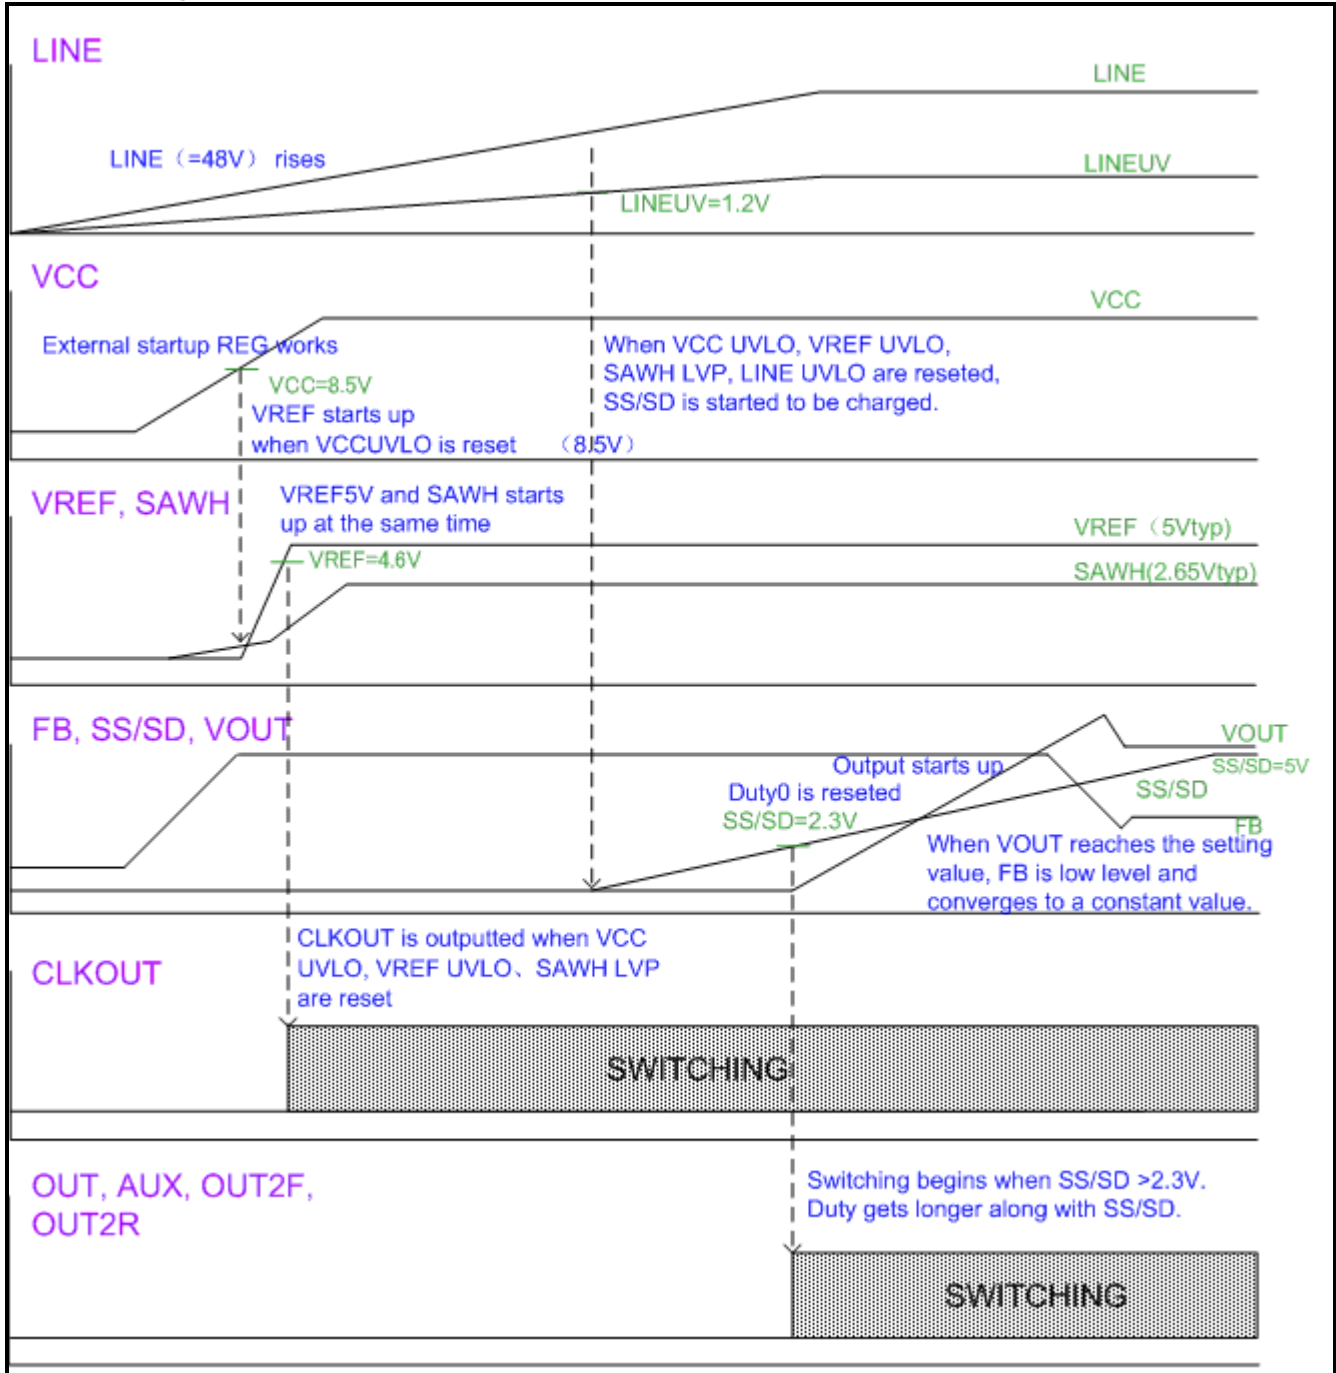 LINE
LINE
LINE（=48V） rises
LINEUV
LINEUV=1.2V
VCC
VCC
External startup REG works
When VCC UVLO, VREF UVLO,
SAWH LVP, LINE UVLO are reseted,
SS/SD is started to be charged.
VCC=8.5V
VREF starts up
when VCCUVLO is reset （8.5V）
VREF, SAWH
VREF5V and SAWH starts
up at the same time
VREF（5Vtyp)
VREF=4.6V
SAWH(2.65Vtyp)
FB, SS/SD, VOUT
VOUT
Output starts up
SS/SD=5V
Duty0 is reseted
SS/SD
SS/SD=2.3V
FB
When VOUT reaches the setting
value, FB is low level and
converges to a constant value.
CLKOUT is outputted when VCC
UVLO, VREF UVLO、SAWH LVP
are reset
CLKOUT
SWITCHING
OUT, AUX, OUT2F,
OUT2R
Switching begins when SS/SD >2.3V.
Duty gets longer along with SS/SD.
SWITCHING